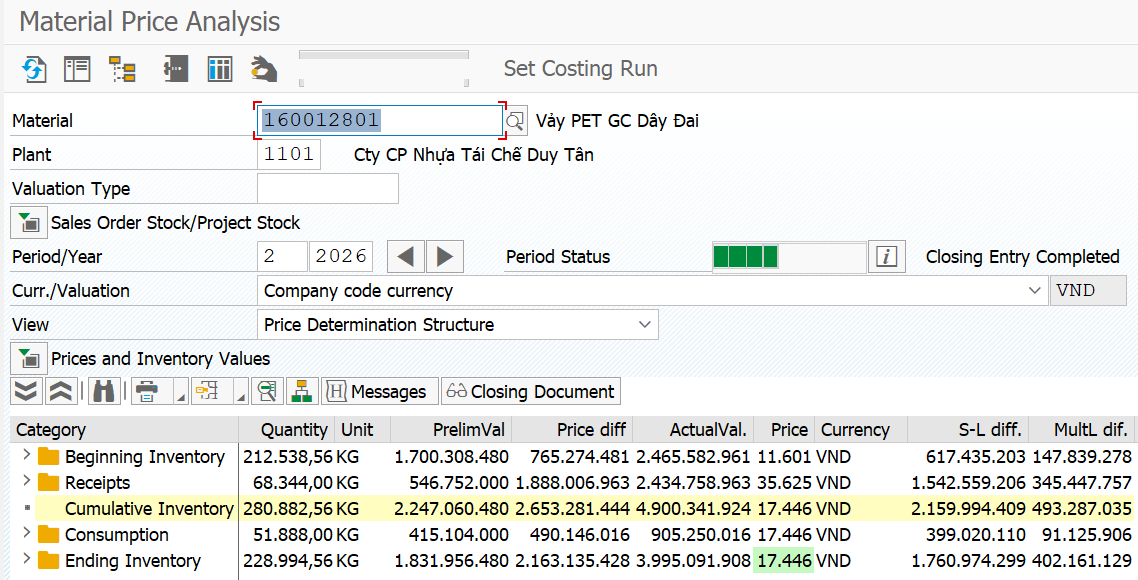 Material Price Analysis
Set Costing Run
Material 160012801 Vảy PET GC Dây Đai
Plant 1101 Cty CP Nhựa Tái Chế Duy Tân
Valuation Type
Sales Order Stock/Project Stock
Period/Year 2 2026 Period Status Closing Entry Completed
Curr./Valuation Company code currency VND
View Price Determination Structure
Prices and Inventory Values
Messages Closing Document
Category Quantity Unit PrelimVal Price diff ActualVal. Price Currency S-L diff. MultL dif.
Beginning Inventory 212.538,56 KG 1.700.308.480 765.274.481 2.465.582.961 11.601 VND 617.435.203 147.839.278
Receipts 68.344,00 KG 546.752.000 1.888.006.963 2.434.758.963 35.625 VND 1.542.559.206 345.447.757
Cumulative Inventory 280.882,56 KG 2.247.060.480 2.653.281.444 4.900.341.924 17.446 VND 2.159.994.409 493.287.035
Consumption 51.888,00 KG 415.104.000 490.146.016 905.250.016 17.446 VND 399.020.110 91.125.906
Ending Inventory 228.994,56 KG 1.831.956.480 2.163.135.428 3.995.091.908 17.446 VND 1.760.974.299 402.161.129